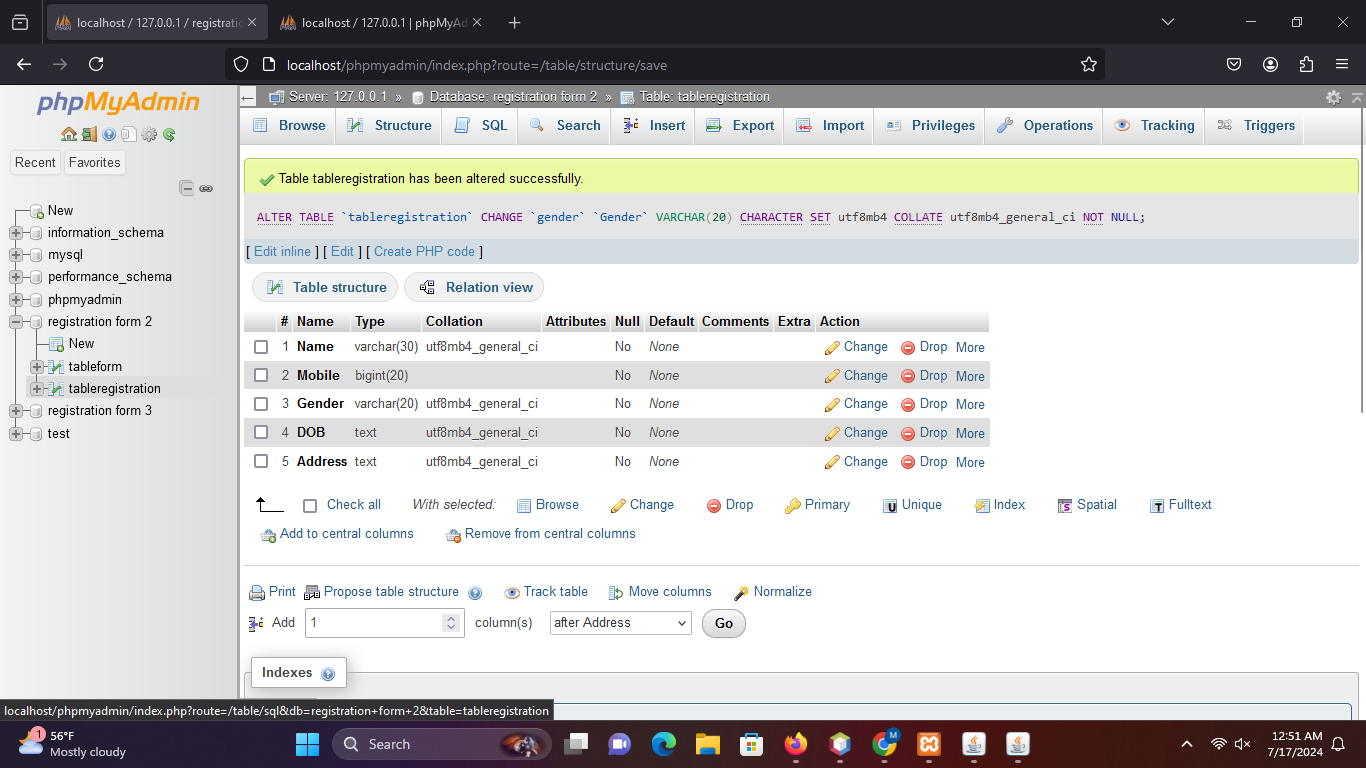 localhost / 127.0.0.1 / registratio
localhost / 127.0.0.1 | phpMyAd
localhost/phpmyadmin/index.php?route=/table/structure/save
phpMyAdmin
Recent Favorites
New
information_schema
mysql
performance_schema
phpmyadmin
registration form 2
New
tableform
tableregistration
registration form 3
test
Server: 127.0.0.1 » Database: registration form 2 » Table: tableregistration
Browse Structure SQL Search Insert Export Import Privileges Operations Tracking Triggers
Table tableregistration has been altered successfully.
ALTER TABLE `tableregistration` CHANGE `gender` `Gender` VARCHAR(20) CHARACTER SET utf8mb4 COLLATE utf8mb4_general_ci NOT NULL;
[ Edit inline ] [ Edit ] [ Create PHP code ]
Table structure Relation view
# Name Type Collation Attributes Null Default Comments Extra Action
1 Name varchar(30) utf8mb4_general_ci No None Change Drop More
2 Mobile bigint(20) No None Change Drop More
3 Gender varchar(20) utf8mb4_general_ci No None Change Drop More
4 DOB text utf8mb4_general_ci No None Change Drop More
5 Address text utf8mb4_general_ci No None Change Drop More
Check all With selected: Browse Change Drop Primary Unique Index Spatial Fulltext
Add to central columns Remove from central columns
Print Propose table structure Track table Move columns Normalize
Add 1 column(s) after Address Go
Indexes
localhost/phpmyadmin/index.php?route=/table/sql&db=registration+form+2&table=tableregistration
1
56°F
Mostly cloudy
Search
M
12:51 AM
7/17/2024